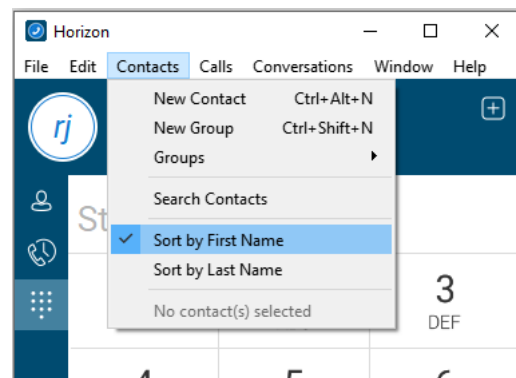 Horizon
File Edit Contacts Calls Conversations Window Help
rj
New Contact Ctrl+Alt+N
New Group Ctrl+Shift+N
Groups
Search Contacts
St
Sort by First Name
Sort by Last Name
3
No contact(s) selected
DEF